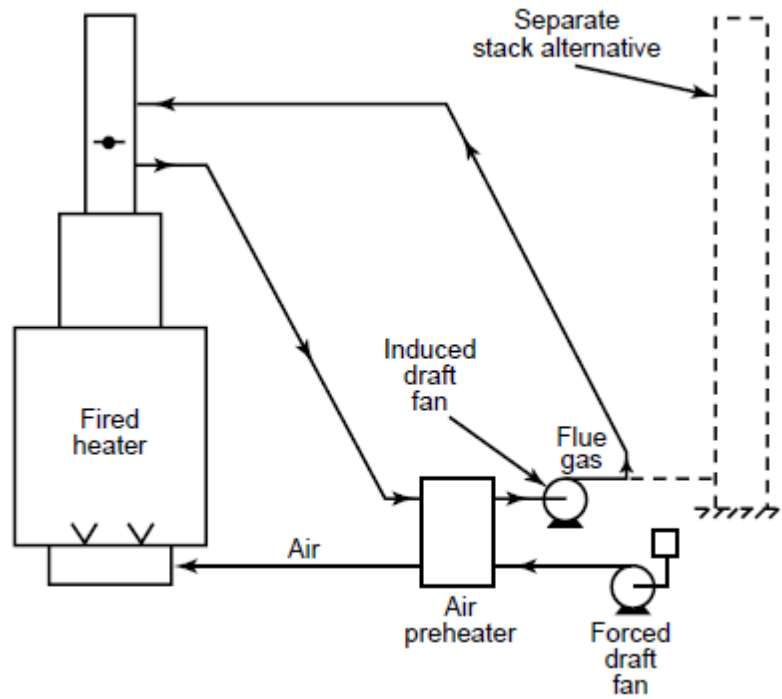 Separate
stack alternative
Induced
draft
fan
Flue
gas
Fired
heater
Air
Air
preheater
Forced
draft
fan